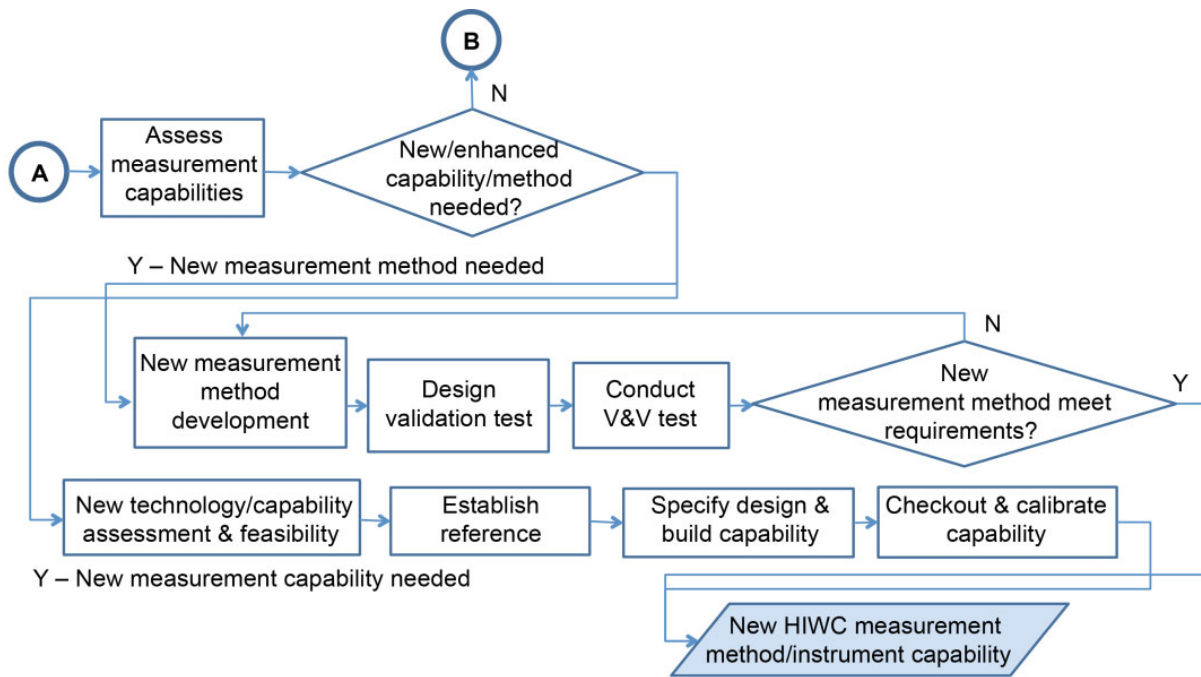 B
N
A
Assess
measurement
capabilities
New/enhanced
capability/method
needed?
Y – New measurement method needed
N
New measurement
method
development
Design
validation test
Conduct
V&V test
New
measurement method meet
requirements?
Y
New technology/capability
assessment & feasibility
Establish
reference
Specify design &
build capability
Checkout & calibrate
capability
Y – New measurement capability needed
New HIWC measurement
method/instrument capability